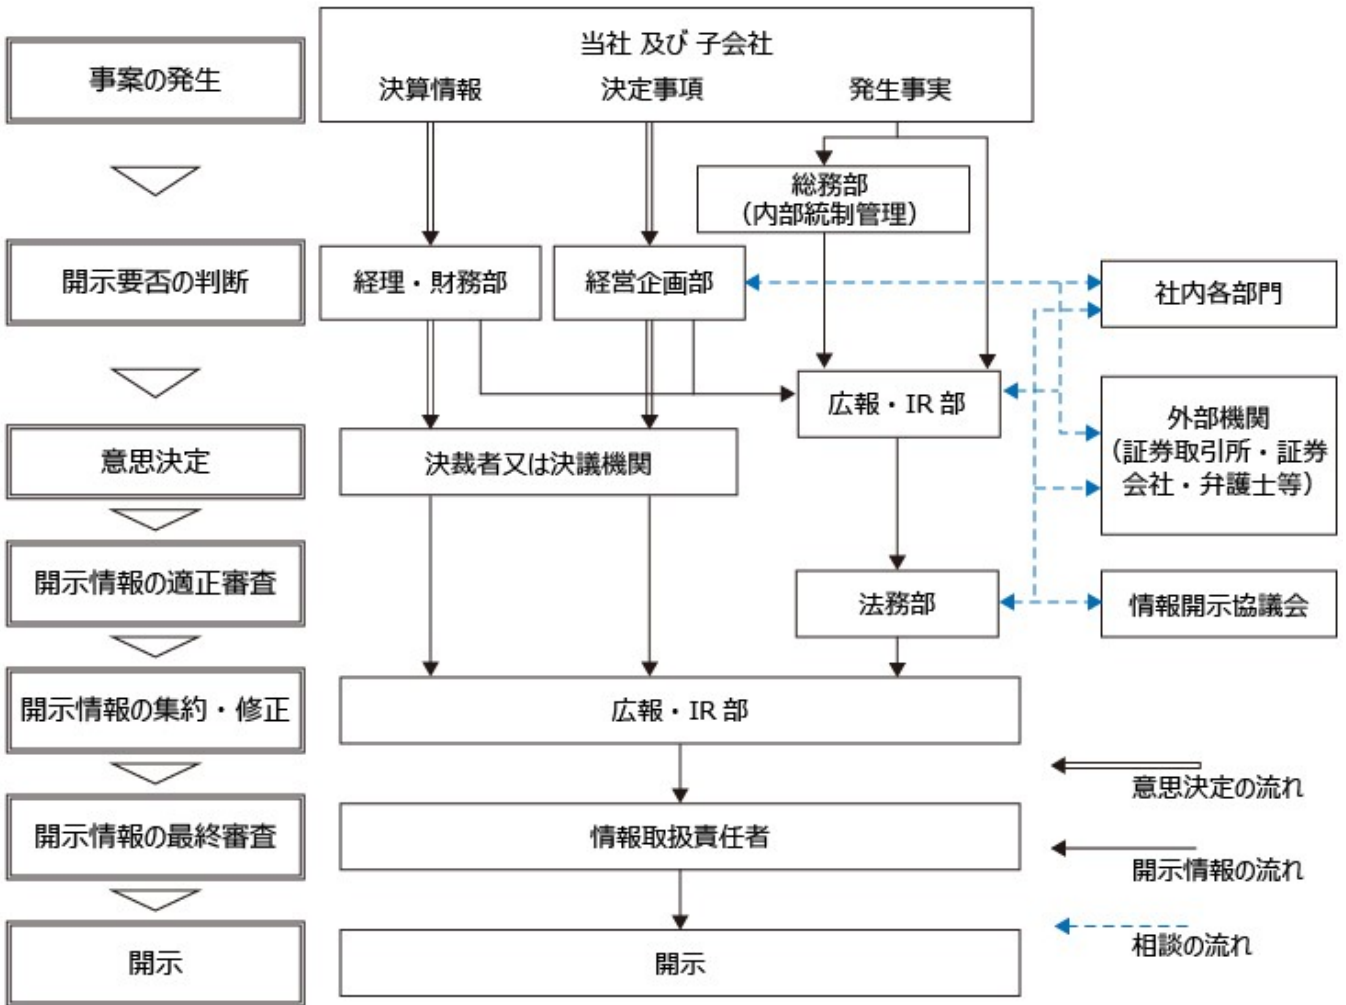 当社 及び 子会社
事案の発生
決算情報 決定事項 発生事実
総務部
（内部統制管理）
開示要否の判断
経理・財務部
経営企画部
社内各部門
広報・IR 部
外部機関
（証券取引所・証券
会社・弁護士等）
意思決定
決裁者又は決議機関
開示情報の適正審査
法務部
情報開示協議会
開示情報の集約・修正
広報・IR 部
意思決定の流れ
開示情報の最終審査
情報取扱責任者
開示情報の流れ
相談の流れ
開示
開示